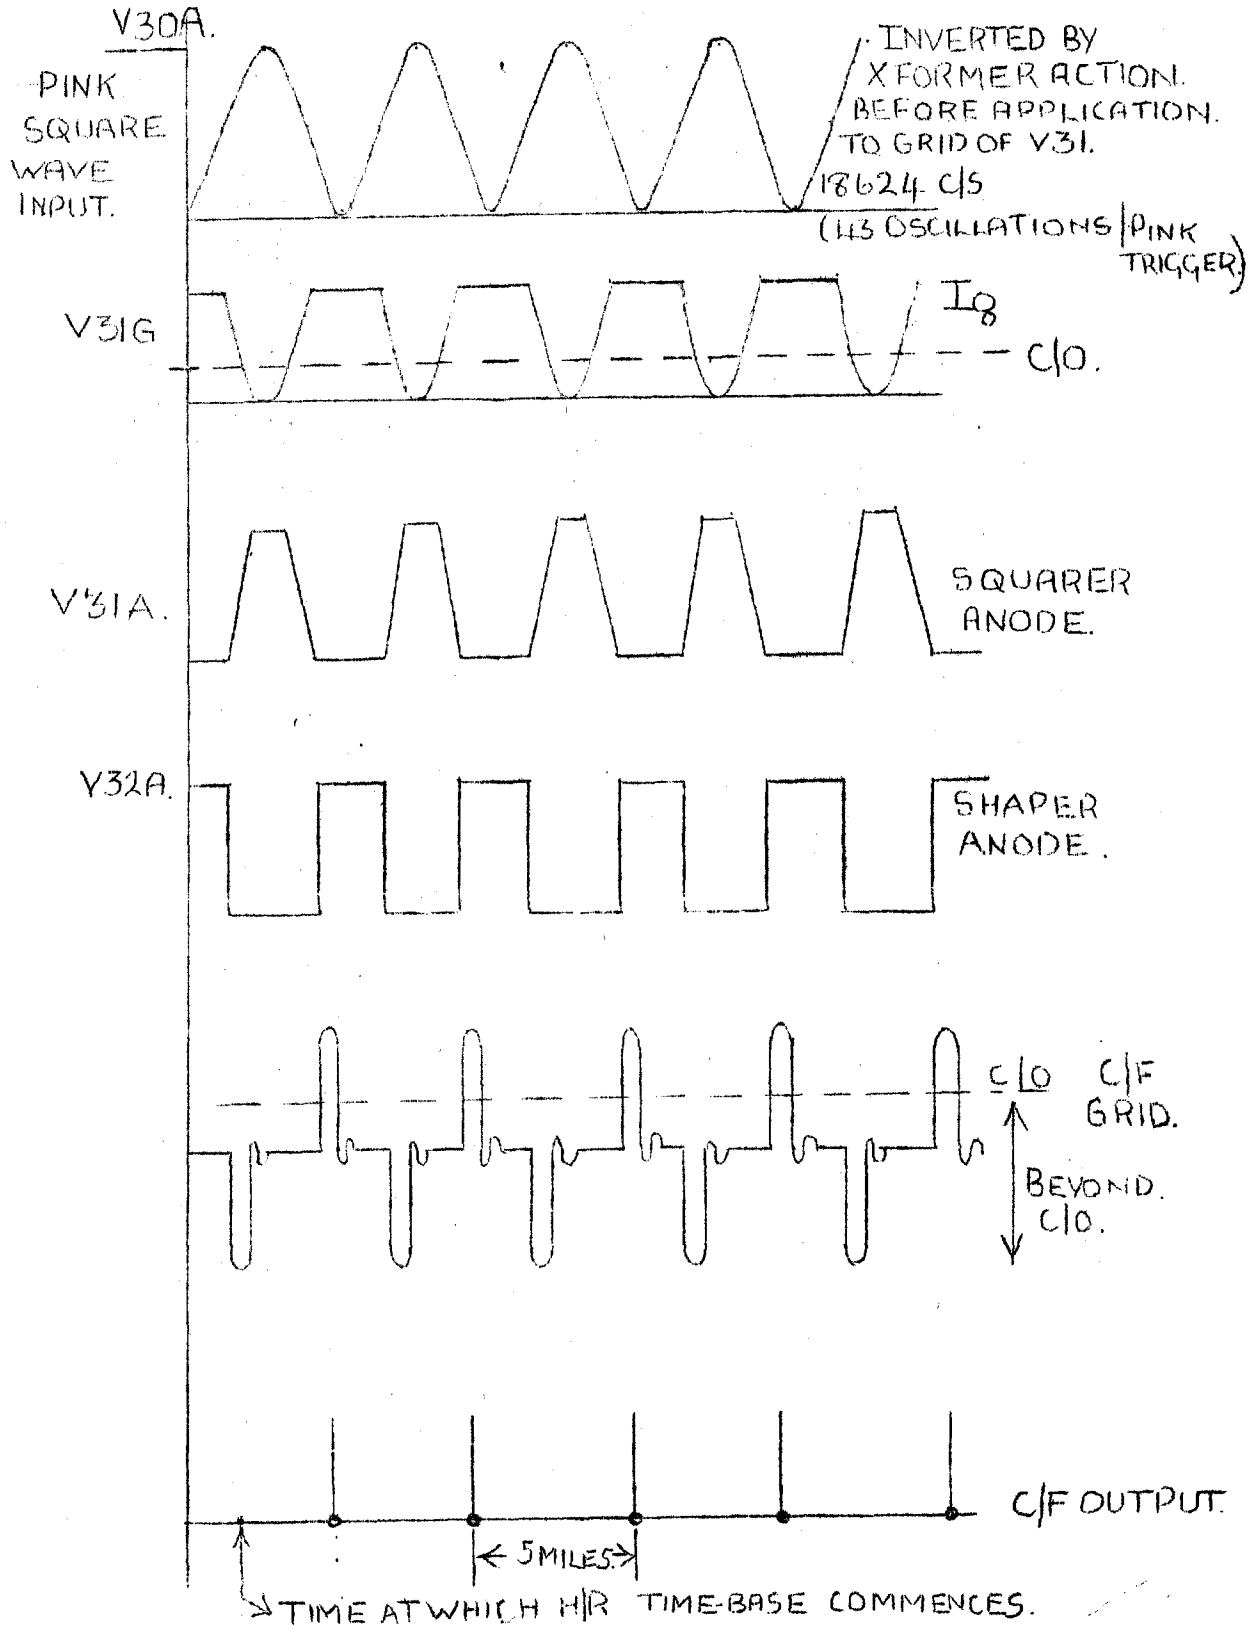 V30A.
PINK
SQUARE
WAVE
INPUT.
INVERTED BY
XFORMER ACTION.
BEFORE APPLICATION.
TO GRID OF V31.
18624 C/S
(113 OSCILLATIONS/PINK
TRIGGER)
V31G
Ig
C/O.
V31A.
SQUARER
ANODE.
V32A.
SHAPER
ANODE.
C/O C/F
GRID.
BEYOND.
C/O.
C/F OUTPUT.
5 MILES
TIME AT WHICH H/R TIME-BASE COMMENCES.